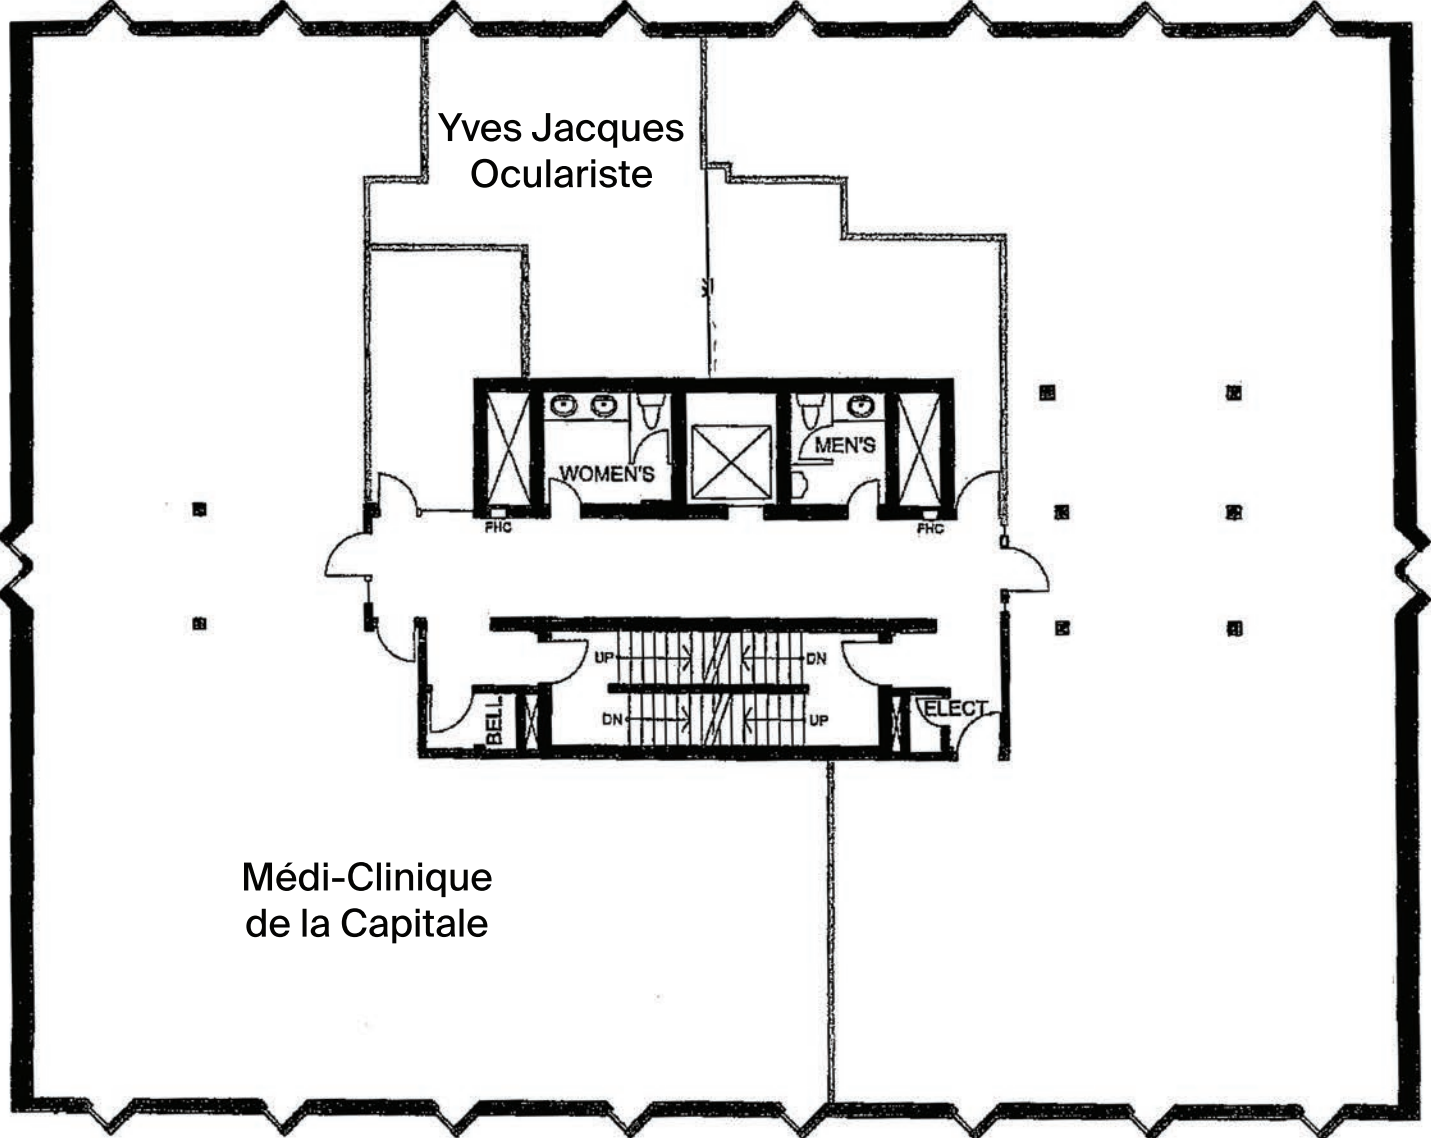 Yves Jacques
Oculariste
MEN'S
WOMEN'S
FHC
FHC
UP
DN
DN
UP
BELL
ELECT.
Médi-Clinique
de la Capitale